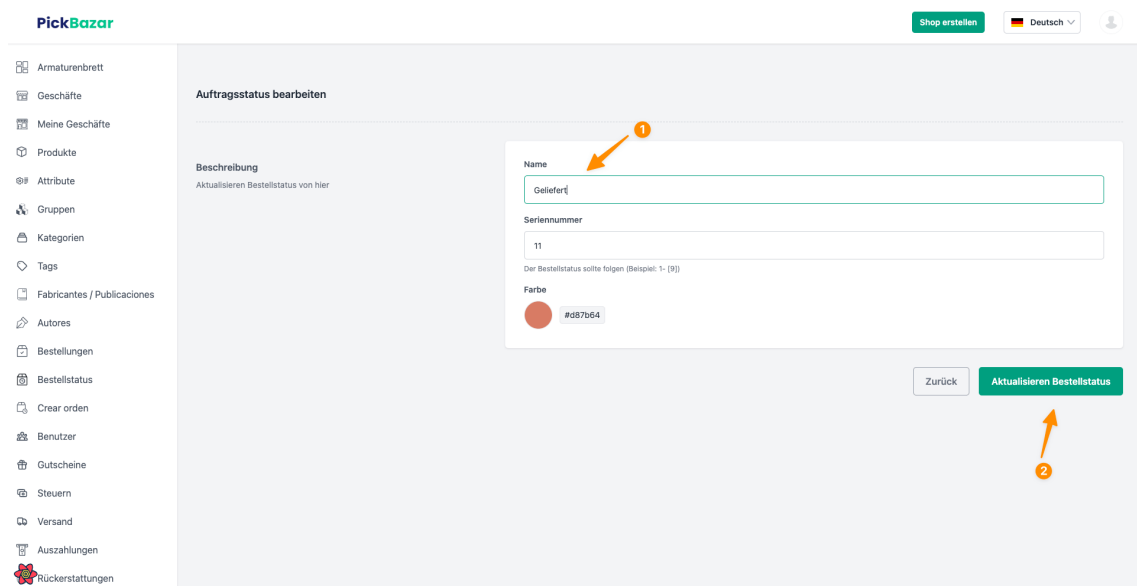 PickBazar
Shop erstellen
Deutsch
Armaturenbrett
Geschäfte
Meine Geschäfte
Produkte
Attribute
Gruppen
Kategorien
Tags
Fabricantes / Publicaciones
Autores
Bestellungen
Bestellstatus
Crear orden
Benutzer
Gutscheine
Steuern
Versand
Auszahlungen
Rückerstattungen
Auftragsstatus bearbeiten
Beschreibung
Aktualisieren Bestellstatus von hier
1
Name
Geliefert
Seriennummer
11
Der Bestellstatus sollte folgen (Beispiel: 1- [9])
Farbe
#d87b64
Zurück
Aktualisieren Bestellstatus
2